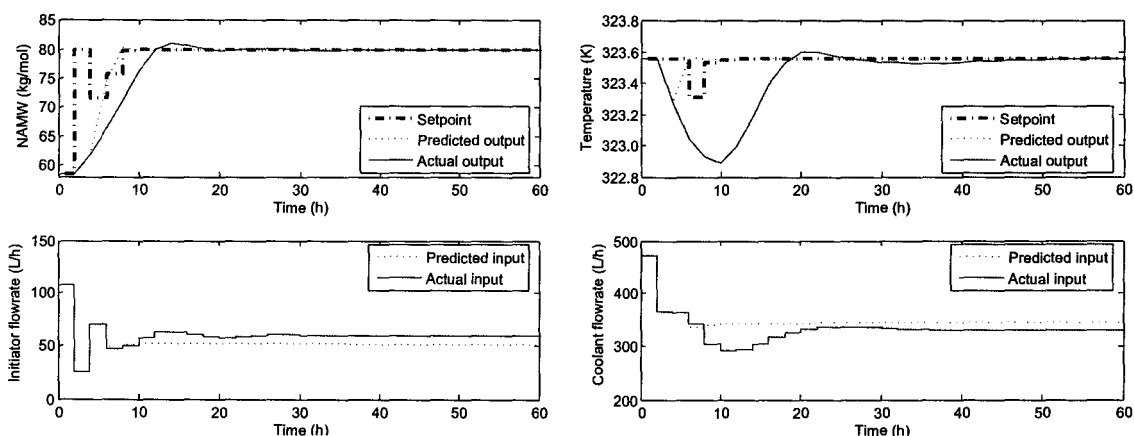 NAMW (kg/mol)
80
75
70
65
60
Setpoint
Predicted output
Actual output
0 10 20 30 40 50 60
Time (h)
Temperature (K)
323.8
323.6
323.4
323.2
323.0
322.8
Setpoint
Predicted output
Actual output
0 10 20 30 40 50 60
Time (h)
Initiator flowrate (L/h)
150
100
50
0
Predicted input
Actual input
0 10 20 30 40 50 60
Time (h)
Coolant flowrate (L/h)
500
400
300
200
Predicted input
Actual input
0 10 20 30 40 50 60
Time (h)